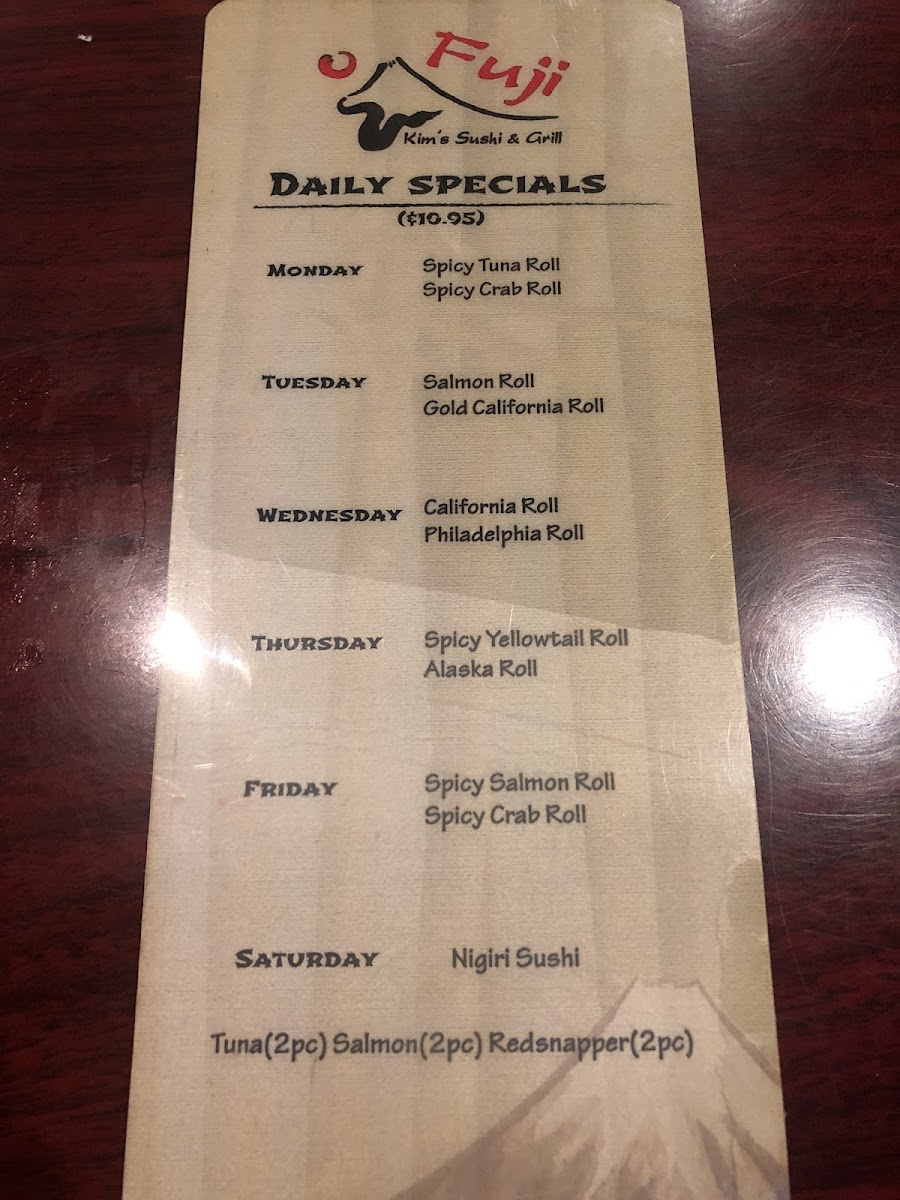 Fuji
Kim's Sushi & Grill
DAILY SPECIALS
($10.95)
MONDAY
Spicy Tuna Roll
Spicy Crab Roll
TUESDAY
Salmon Roll
Gold California Roll
WEDNESDAY
California Roll
Philadelphia Roll
THURSDAY
Spicy Yellowtail Roll
Alaska Roll
FRIDAY
Spicy Salmon Roll
Spicy Crab Roll
SATURDAY
Nigiri Sushi
Tuna(2pc) Salmon(2pc) Redsnapper(2pc)